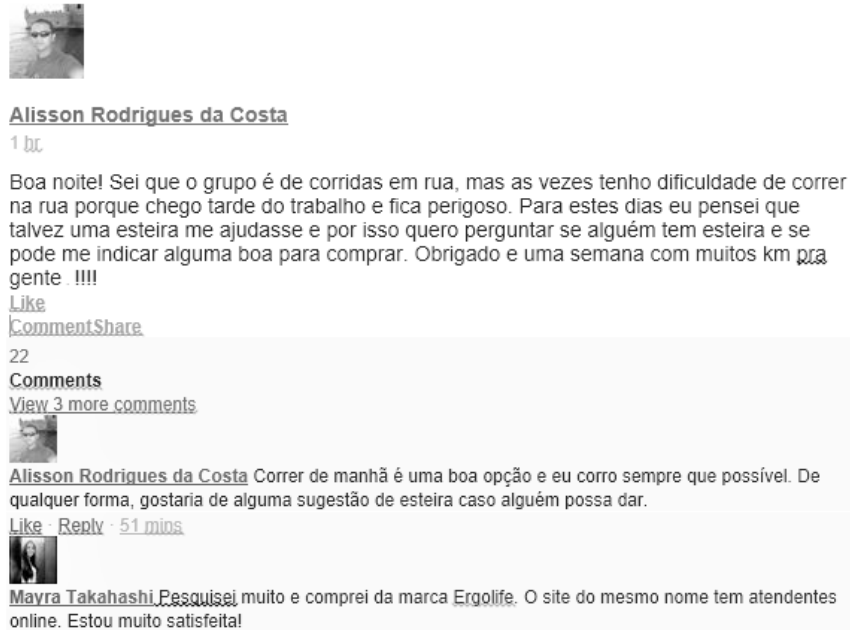 Alisson Rodrigues da Costa
1 hr
Boa noite! Sei que o grupo é de corridas em rua, mas as vezes tenho dificuldade de correr
na rua porque chego tarde do trabalho e fica perigoso. Para estes dias eu pensei que
talvez uma esteira me ajudasse e por isso quero perguntar se alguém tem esteira e se
pode me indicar alguma boa para comprar. Obrigado e uma semana com muitos km pra
gente . !!!!
Like
CommentShare
22
Comments
View 3 more comments
Alisson Rodrigues da Costa Correr de manhã é uma boa opção e eu corro sempre que possível. De
qualquer forma, gostaria de alguma sugestão de esteira caso alguém possa dar.
Like · Reply · 51 mins
Mayra Takahashi Pesquisei muito e comprei da marca Ergolife. O site do mesmo nome tem atendentes
online. Estou muito satisfeita!